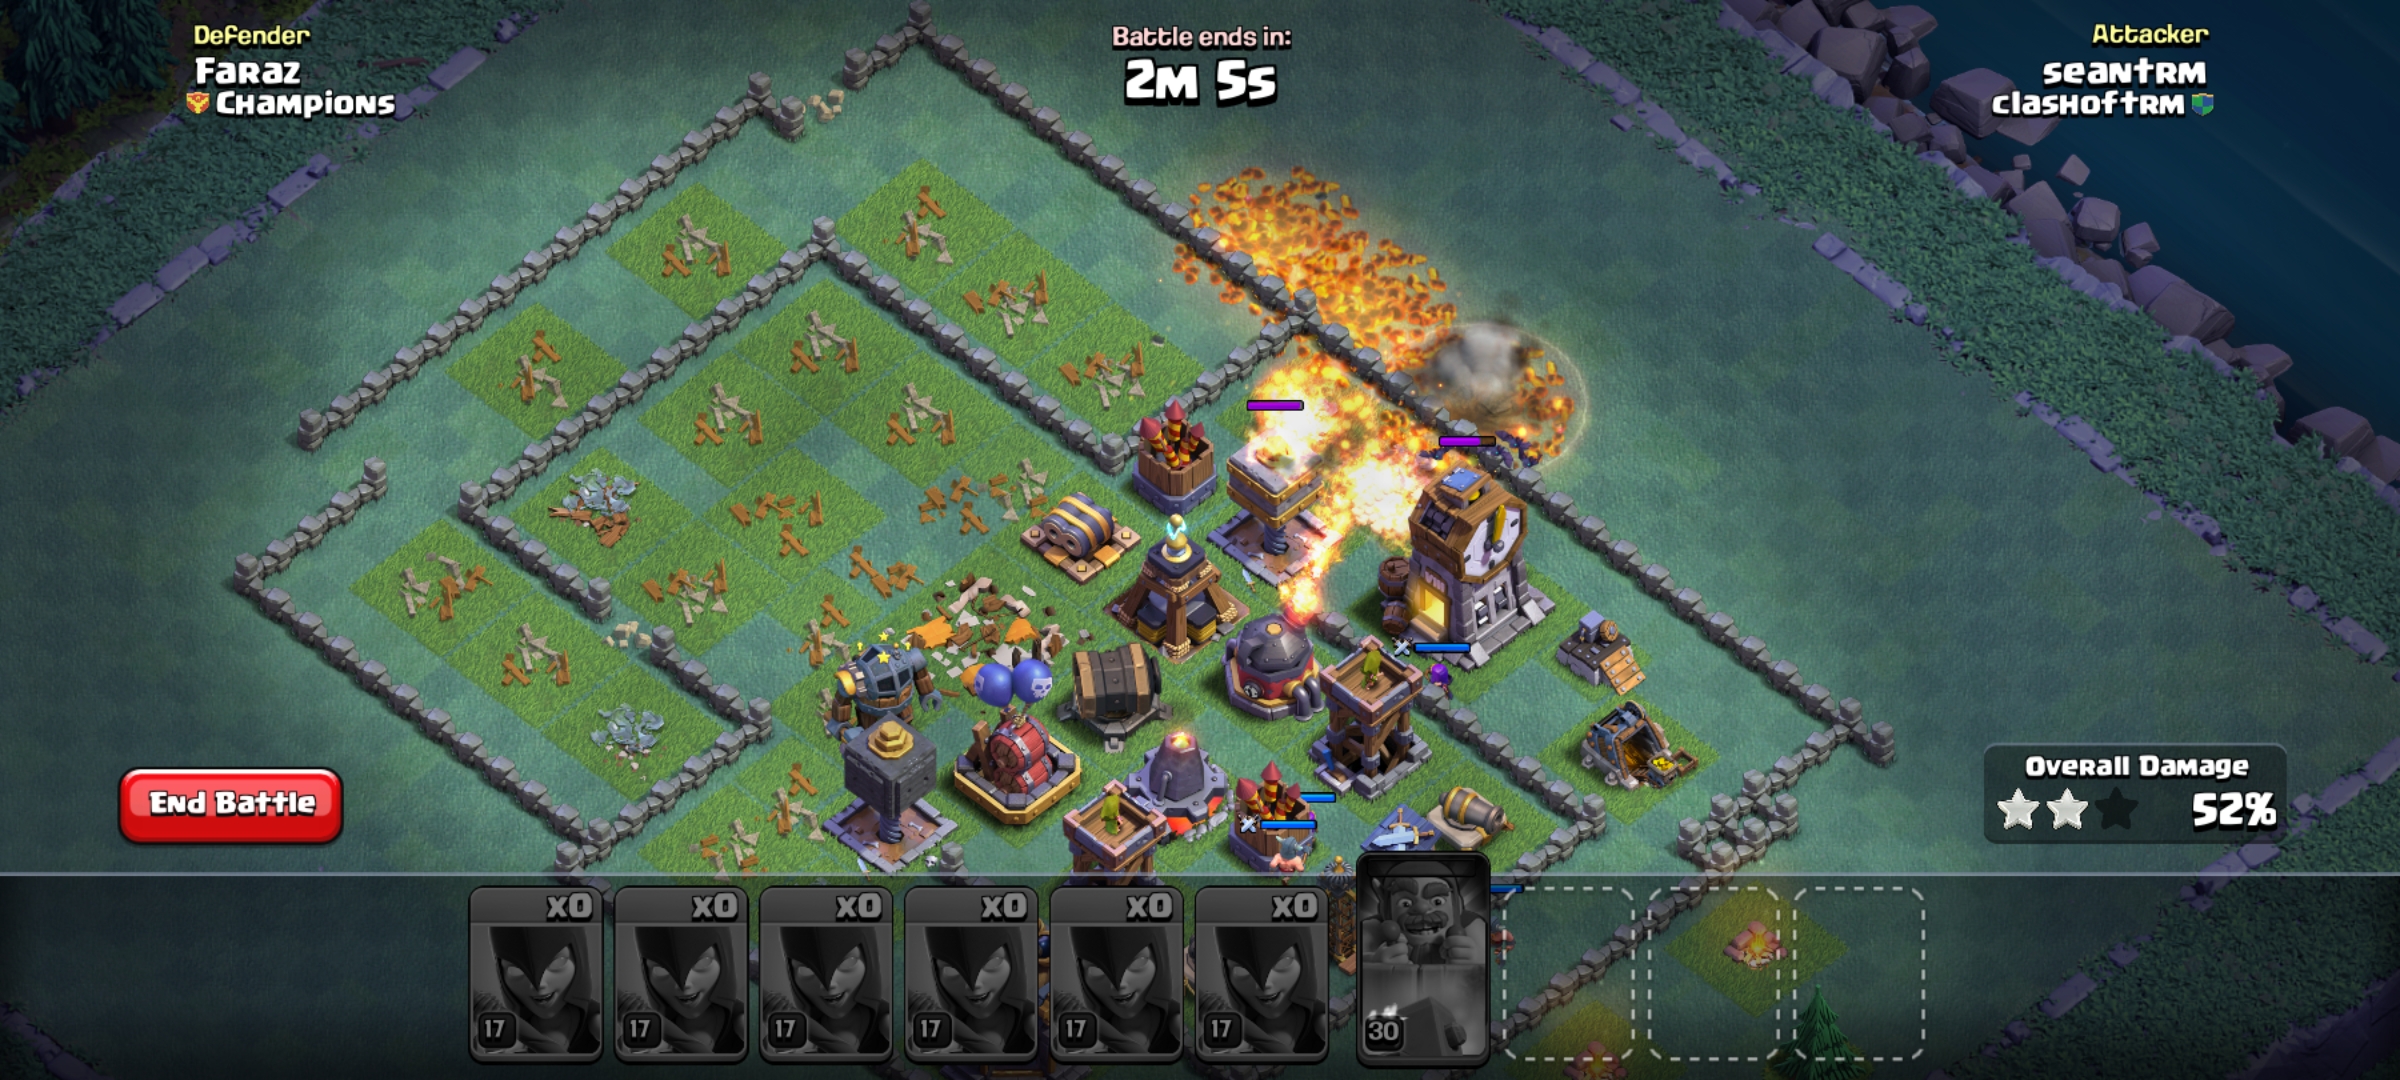 Defender
Faraz
Champions
Battle ends in:
2m 5s
Attacker
seantrm
clashoftrm
End Battle
Overall Damage
52%
x0 x0 x0 x0 x0 x0
17 17 17 17 17 17 30